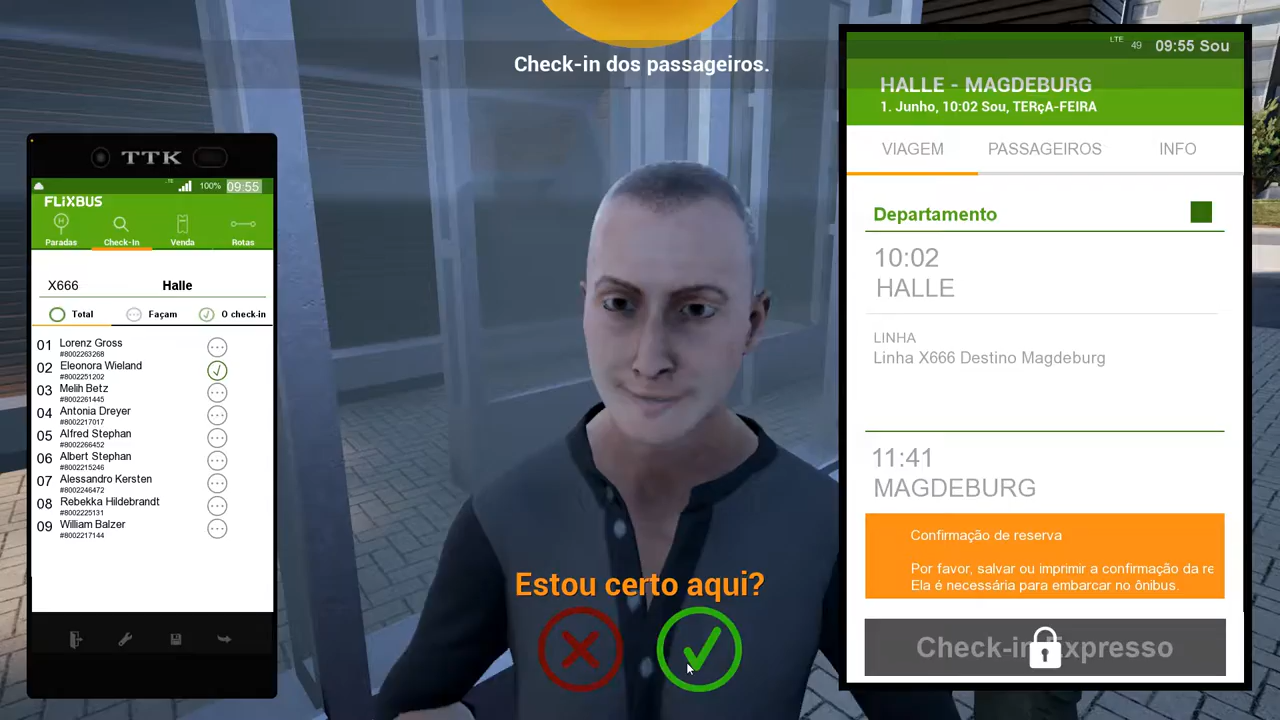 Check-in dos passageiros.
TTK
100% 09:55
FLiXBUS
Paradas Check-In Venda Rotas
X666 Halle
Total Façam O check-in
01 Lorenz Gross
#8002263268
02 Eleonora Wieland
#8002251202
03 Melih Betz
#8002261445
04 Antonia Dreyer
#8002217017
05 Alfred Stephan
#8002266452
06 Albert Stephan
#8002215246
07 Alessandro Kersten
#8002246472
08 Rebekka Hildebrandt
#8002225131
09 William Balzer
#8002217144
Estou certo aqui?
LTE 49 09:55 Sou
HALLE - MAGDEBURG
1. Junho, 10:02 Sou, TERçA-FEIRA
VIAGEM PASSAGEIROS INFO
Departamento
10:02
HALLE
LINHA
Linha X666 Destino Magdeburg
11:41
MAGDEBURG
Confirmação de reserva
Por favor, salvar ou imprimir a confirmação da re
Ela é necessária para embarcar no ônibus.
Check-in Expresso